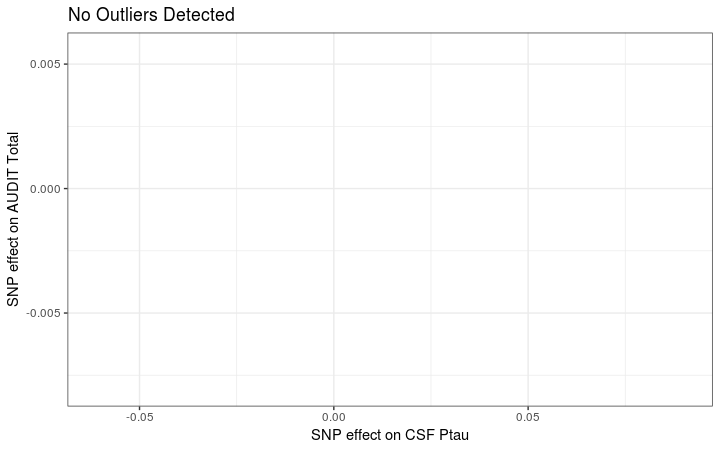 No Outliers Detected
SNP effect on AUDIT Total
0.005
0.000
-0.005
-0.05
0.00
0.05
SNP effect on CSF Ptau